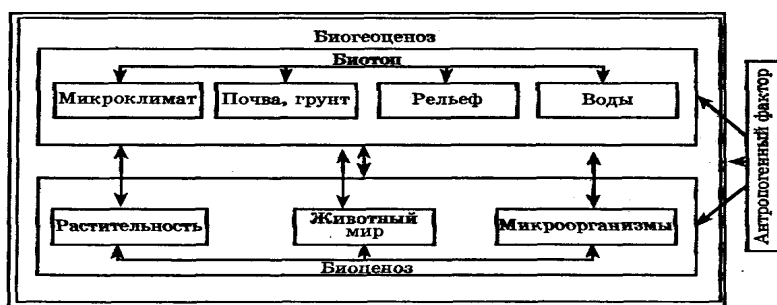 Биогеоценоз
Биотоп
Микроклимат
Почва, грунт
Рельеф
Воды
Растительность
Животный
мир
Микроорганизмы
Биоценоз
Антропогенный фактор